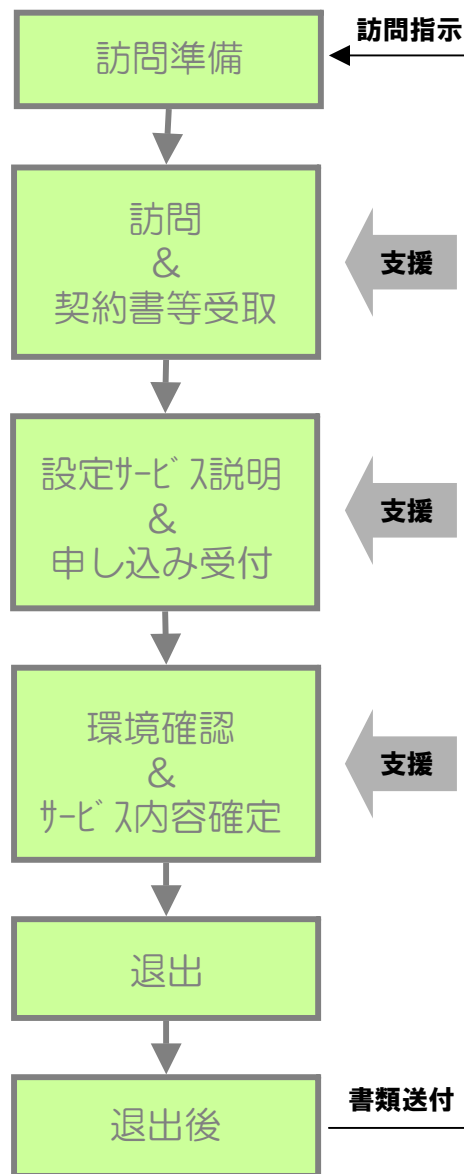 訪問準備
訪問指示
訪問
&
契約書等受取
支援
設定ｻｰﾋﾞｽ説明
&
申し込み受付
支援
環境確認
&
ｻｰﾋﾞｽ内容確定
支援
退出
退出後
書類送付